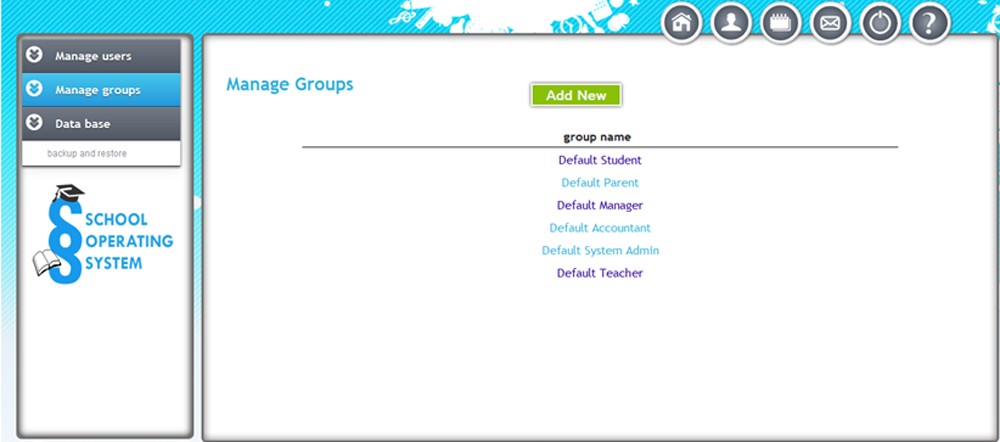 Manage users
Manage groups
Data base
backup and restore
SCHOOL
OPERATING
SYSTEM
Manage Groups
Add New
group name
Default Student
Default Parent
Default Manager
Default Accountant
Default System Admin
Default Teacher
?